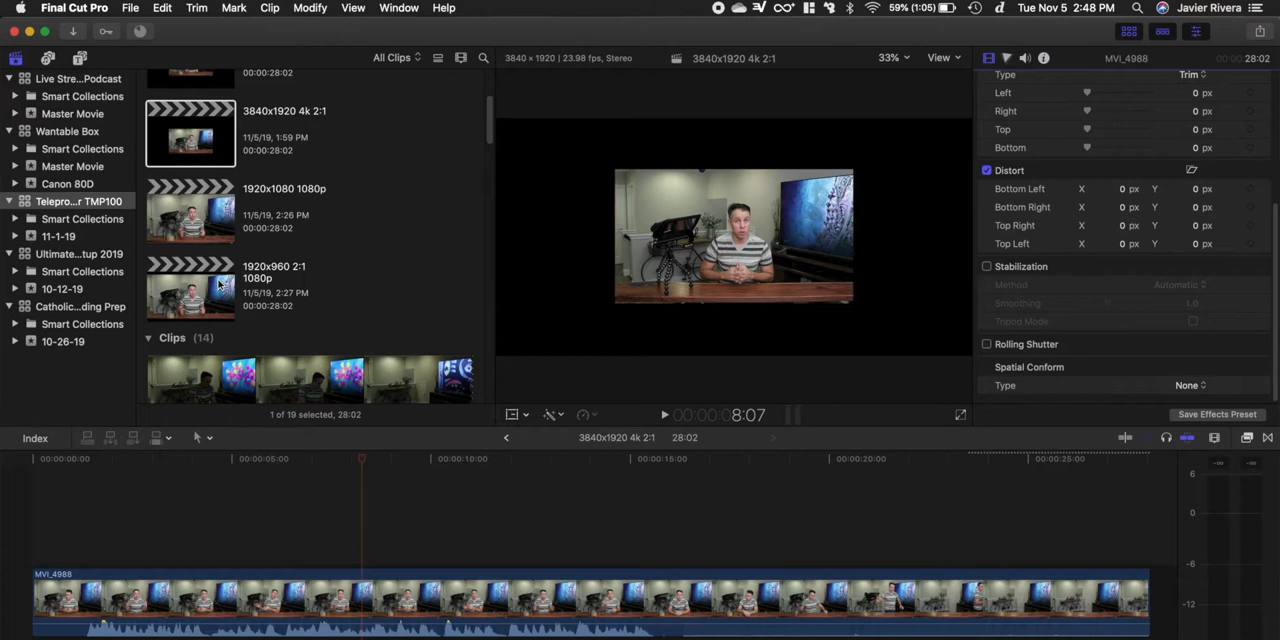 Final Cut Pro File Edit Trim Mark Clip Modify View Window Help 59% (1:05) Tue Nov 5 2:48 PM Javier Rivera
All Clips 3840 × 1920 | 23.98 fps, Stereo 3840x1920 4k 2:1 33% View MVI_4988 00:00:28:02
Live Stre...Podcast
Smart Collections
Master Movie
Wantable Box
Smart Collections
Master Movie
Canon 80D
Telepro...r TMP100
Smart Collections
11-1-19
Ultimate...tup 2019
Smart Collections
10-12-19
Catholic...ding Prep
Smart Collections
10-26-19
00:00:28:02
3840x1920 4k 2:1
11/5/19, 1:59 PM
00:00:28:02
1920x1080 1080p
11/5/19, 2:26 PM
00:00:28:02
1920x960 2:1
1080p
11/5/19, 2:27 PM
00:00:28:02
Clips (14)
1 of 19 selected, 28:02
00:00:00:8:07
Type Trim
Left 0 px
Right 0 px
Top 0 px
Bottom 0 px
Distort
Bottom Left X 0 px Y 0 px
Bottom Right X 0 px Y 0 px
Top Right X 0 px Y 0 px
Top Left X 0 px Y 0 px
Stabilization
Method Automatic
Smoothing 1.0
Tripod Mode
Rolling Shutter
Spatial Conform
Type None
Save Effects Preset
Index 3840x1920 4k 2:1 28:02
00:00:00:00 00:00:05:00 00:00:10:00 00:00:15:00 00:00:20:00 00:00:25:00
-∞ -∞
6
0
-6
-12
MVI_4988